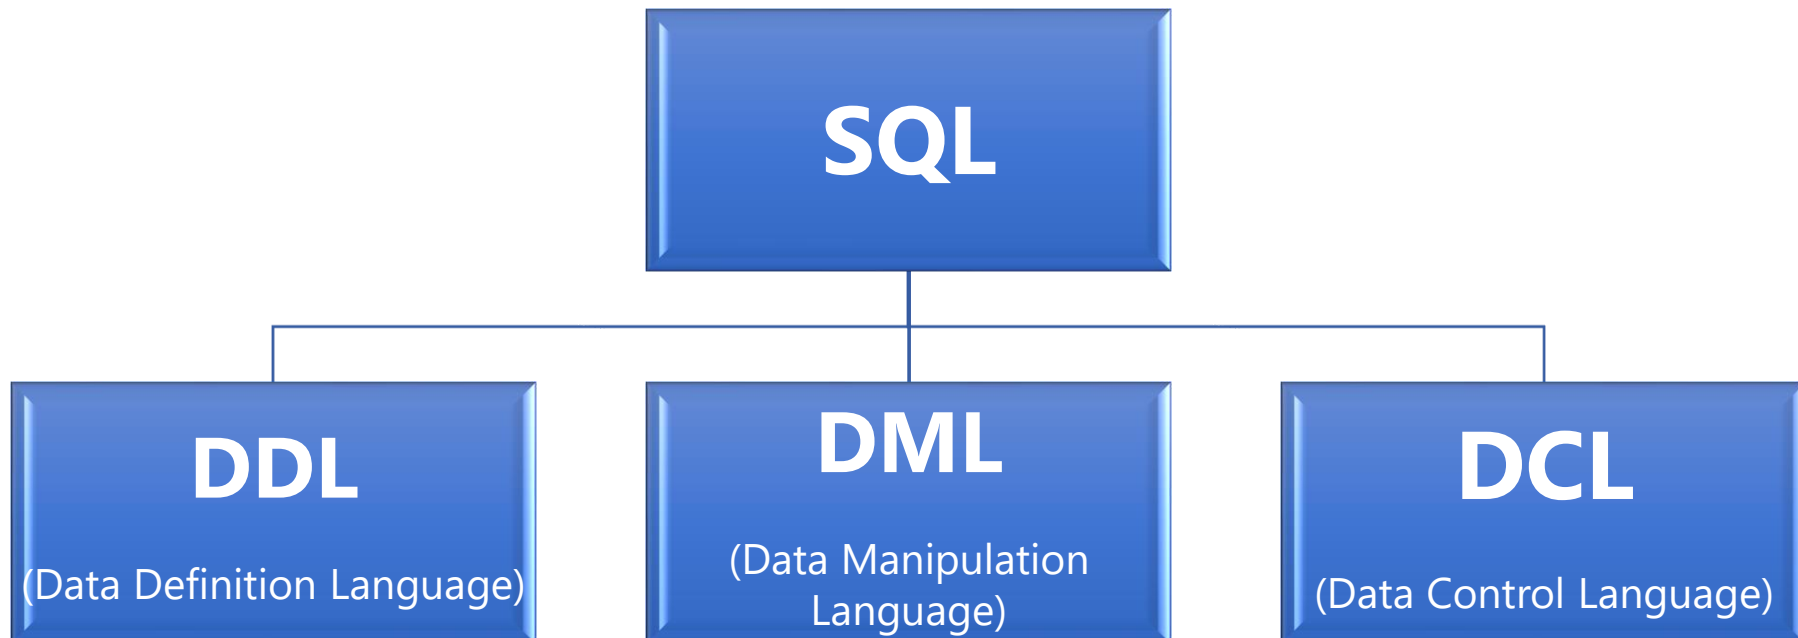 SQL
DDL
(Data Definition Language)
DML
(Data Manipulation
Language)
DCL
(Data Control Language)